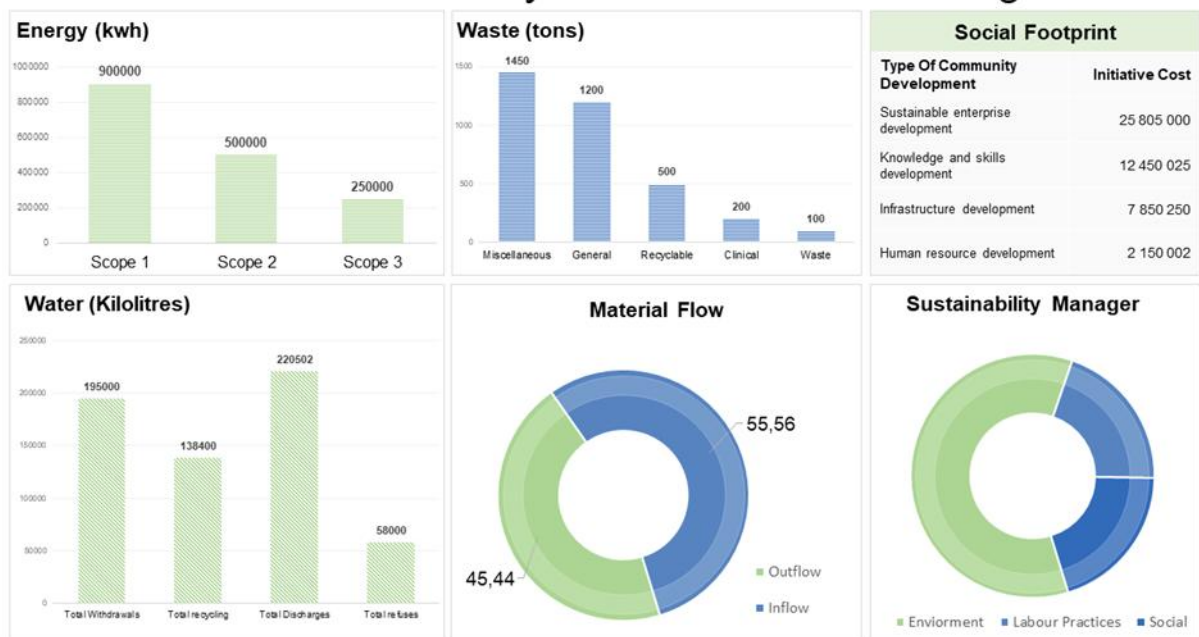 Energy (kwh)
1000000
800000
600000
400000
200000
0
900000
500000
250000
Scope 1
Scope 2
Scope 3
Waste (tons)
1500
1000
500
0
1450
1200
500
200
100
Miscellaneous
General
Recyclable
Clinical
Waste
Social Footprint
Type Of Community Development
Initiative Cost
Sustainable enterprise
development
25 805 000
Knowledge and skills
development
12 450 025
Infrastructure development
7 850 250
Human resource development
2 150 002
Water (Kilolitres)
250000
200000
150000
100000
50000
0
195000
138400
220502
58000
Total Withdrawals
Total recycling
Total Discharges
Total refuses
Material Flow
55,56
45,44
Outflow
Inflow
Sustainability Manager
Enviorment
Labour Practices
Social